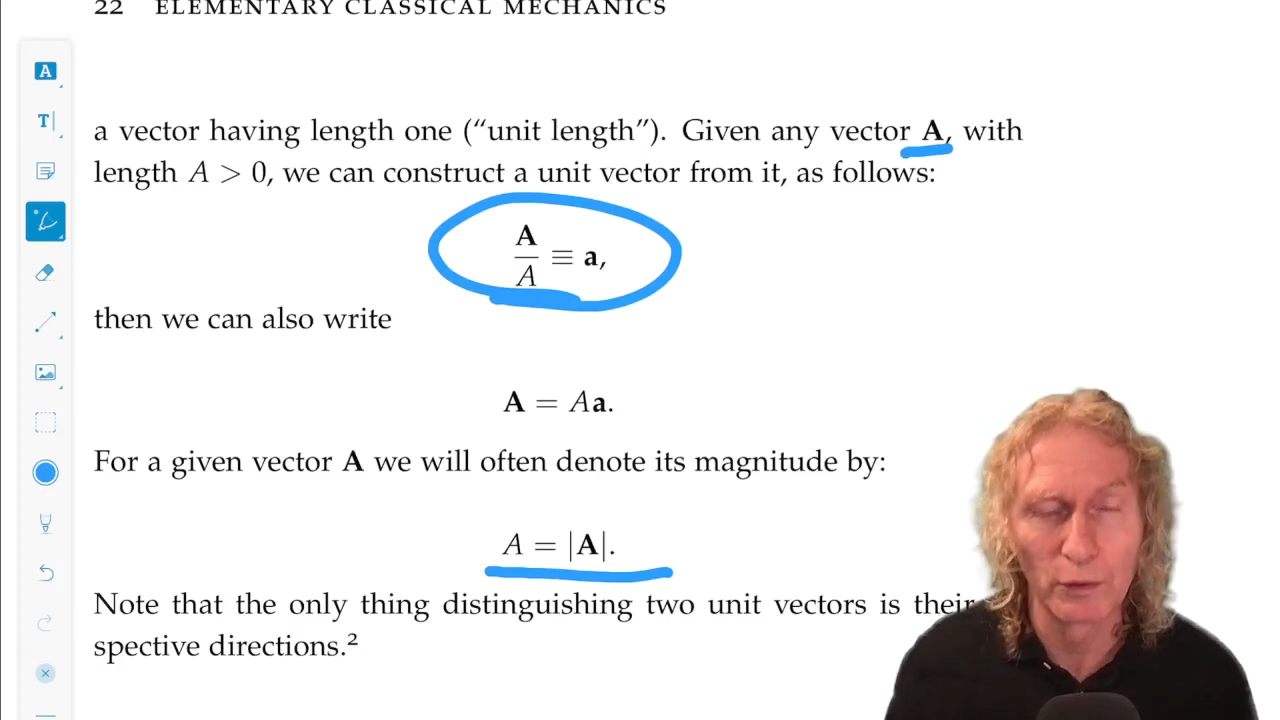 22 ELEMENTARY CLASSICAL MECHANICS
A
T
a vector having length one (“unit length”). Given any vector A, with
length A > 0, we can construct a unit vector from it, as follows:
A/A ≡ a,
then we can also write
A = Aa.
For a given vector A we will often denote its magnitude by:
A = |A|.
Note that the only thing distinguishing two unit vectors is their
spective directions.²